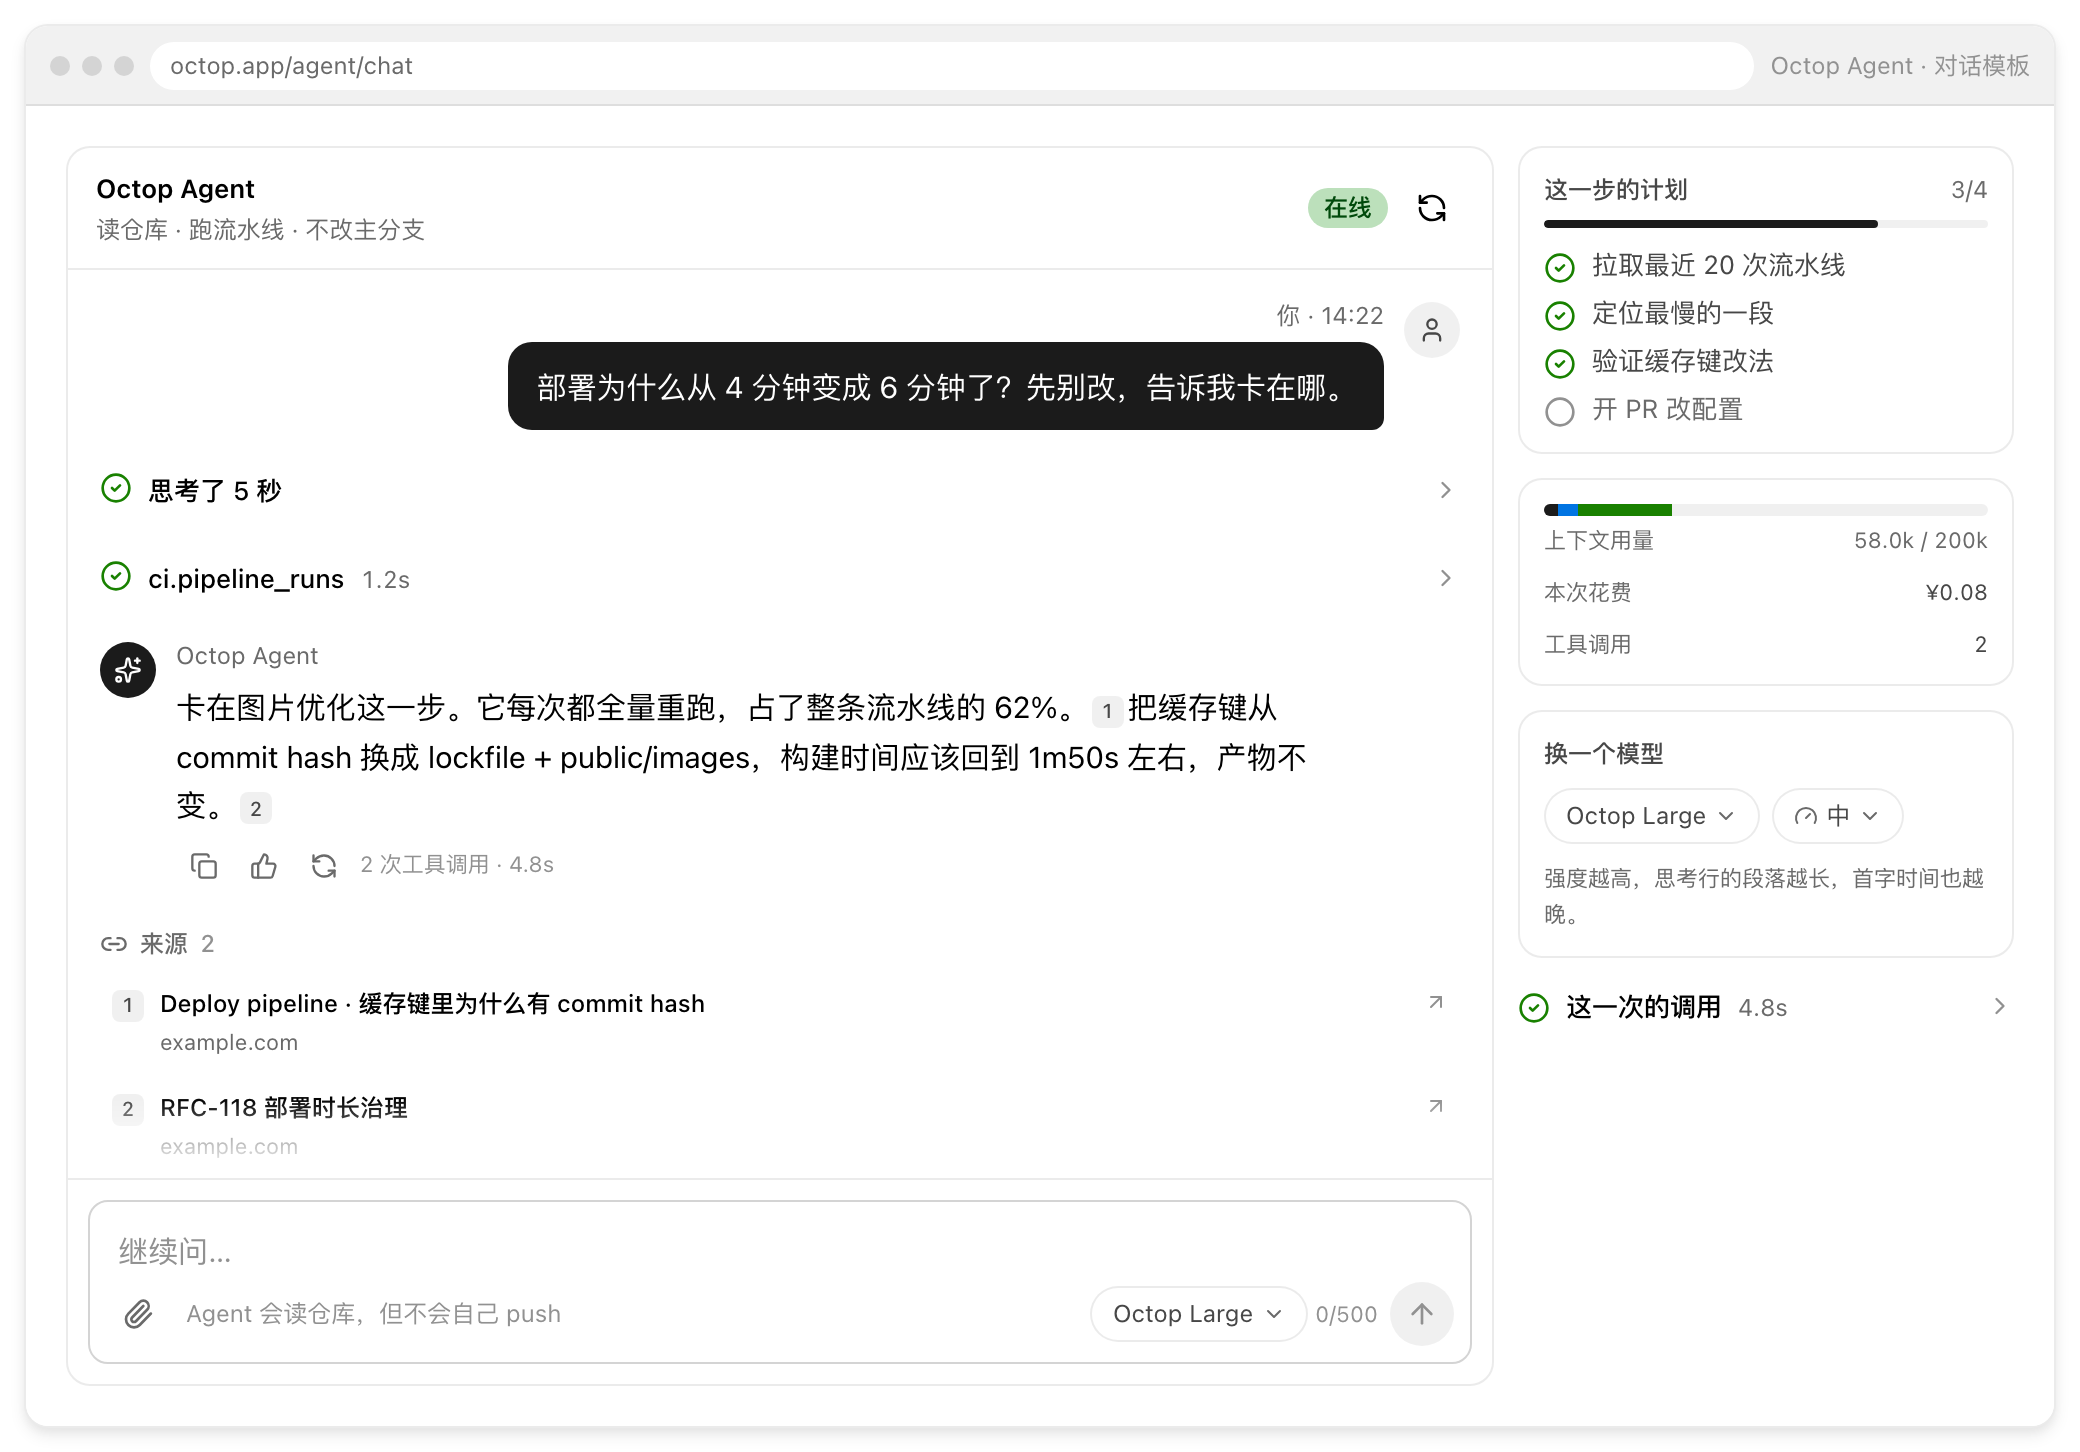 octop.app/agent/chat
Octop Agent · 对话模板
Octop Agent
读仓库 · 跑流水线 · 不改主分支
在线
你 · 14:22
部署为什么从 4 分钟变成 6 分钟了？先别改，告诉我卡在哪。
思考了 5 秒
ci.pipeline_runs 1.2s
Octop Agent
卡在图片优化这一步。它每次都全量重跑，占了整条流水线的 62%。 1 把缓存键从
commit hash 换成 lockfile + public/images，构建时间应该回到 1m50s 左右，产物不
变。 2
2 次工具调用 · 4.8s
来源 2
1 Deploy pipeline · 缓存键里为什么有 commit hash
example.com
2 RFC-118 部署时长治理
example.com
继续问...
Agent 会读仓库，但不会自己 push
Octop Large
0/500
这一步的计划 3/4
拉取最近 20 次流水线
定位最慢的一段
验证缓存键改法
开 PR 改配置
上下文用量 58.0k / 200k
本次花费 ¥0.08
工具调用 2
换一个模型
Octop Large
中
强度越高，思考行的段落越长，首字时间也越
晚。
这一次的调用 4.8s